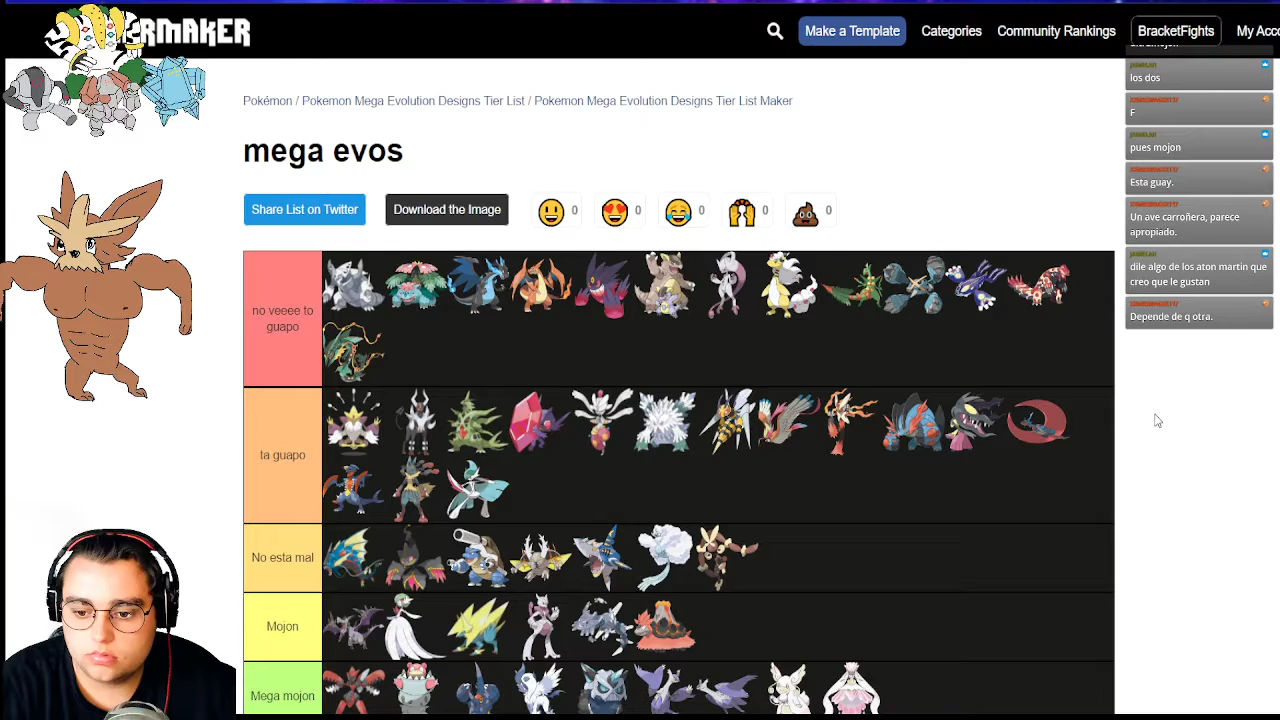 RMAKER
Make a Template
Categories
Community Rankings
BracketFights
My Acco
Pokémon / Pokemon Mega Evolution Designs Tier List / Pokemon Mega Evolution Designs Tier List Maker
mega evos
Share List on Twitter
Download the Image
0
0
0
0
0
no veeee to
guapo
ta guapo
No esta mal
Mojon
Mega mojon
los dos
F
pues mojon
Esta guay.
Un ave carroñera, parece
apropiado.
dile algo de los aton martin que
creo que le gustan
Depende de q otra.